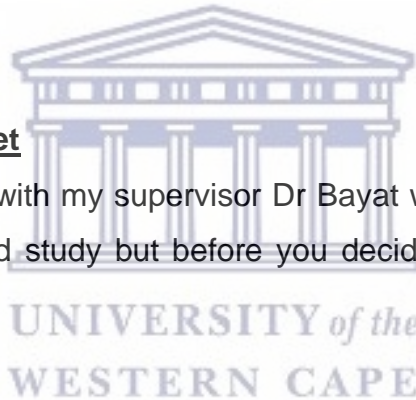 et
with my supervisor Dr Bayat
d study but before you decid
UNIVERSITY of the
WESTERN CAPE